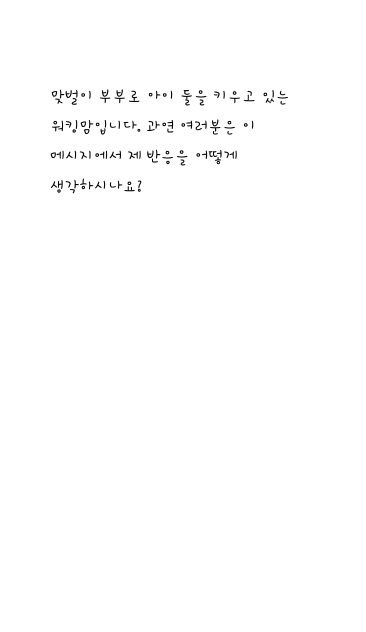 맞벌이 부부로 아이 둘을 키우고 있는
워킹맘입니다. 과연 여러분은 이
메시지에서 제 반응을 어떻게
생각하시나요?